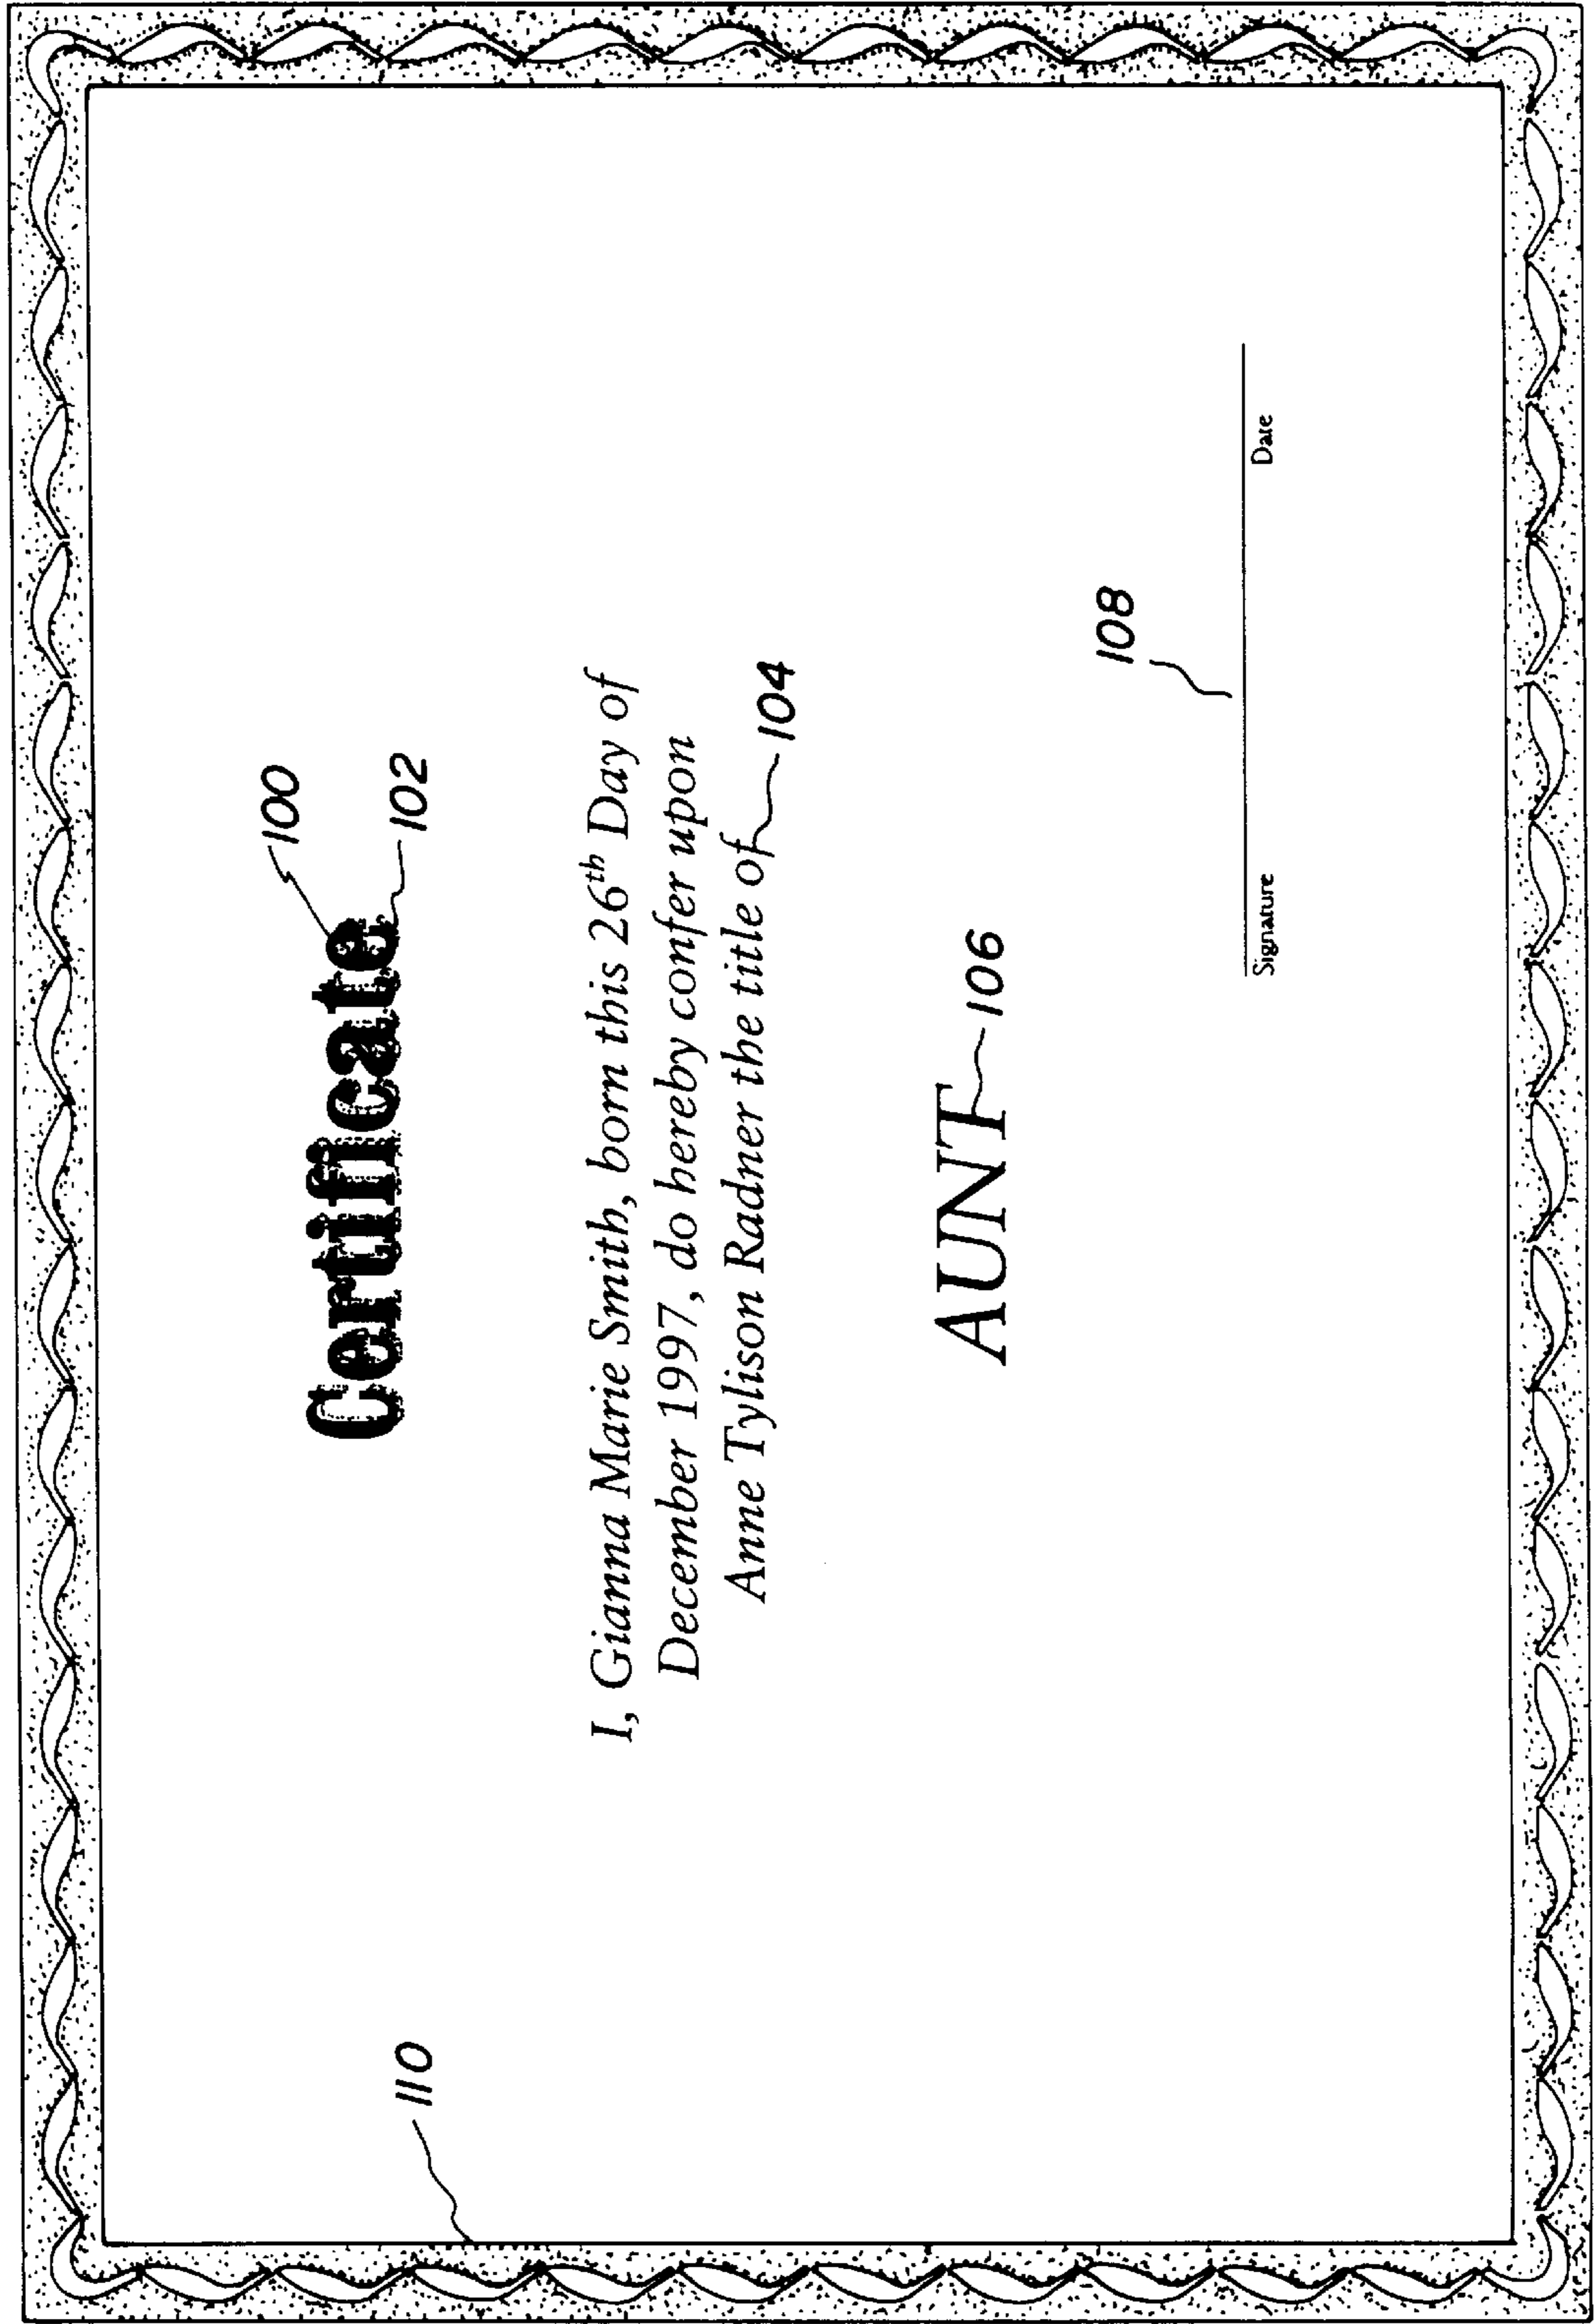 100
Certificate 102
I, Gianna Marie Smith, born this 26th Day of
December 1997, do hereby confer upon
Anne Tylison Radner the title of 104
AUNT 106
108
Signature Date
110